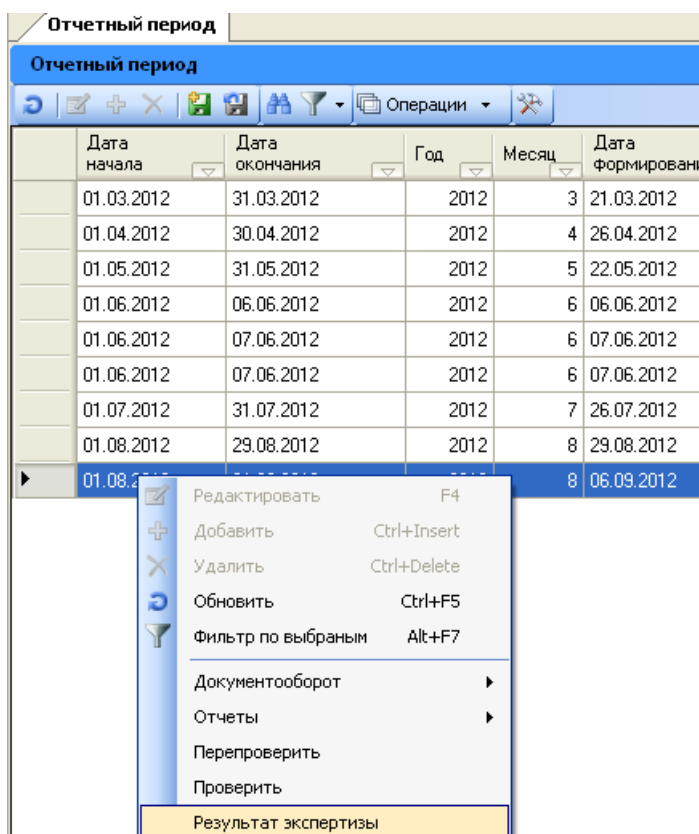 Отчетный период
Отчетный период
Операции
Дата начала Дата окончания Год Месяц Дата формировани
01.03.2012 31.03.2012 2012 3 21.03.2012
01.04.2012 30.04.2012 2012 4 26.04.2012
01.05.2012 31.05.2012 2012 5 22.05.2012
01.06.2012 06.06.2012 2012 6 06.06.2012
01.06.2012 07.06.2012 2012 6 07.06.2012
01.06.2012 07.06.2012 2012 6 07.06.2012
01.07.2012 31.07.2012 2012 7 26.07.2012
01.08.2012 29.08.2012 2012 8 29.08.2012
8 06.09.2012
Редактировать F4
Добавить Ctrl+Insert
Удалить Ctrl+Delete
Обновить Ctrl+F5
Фильтр по выбраным Alt+F7
Документооборот
Отчеты
Перепроверить
Проверить
Результат экспертизы